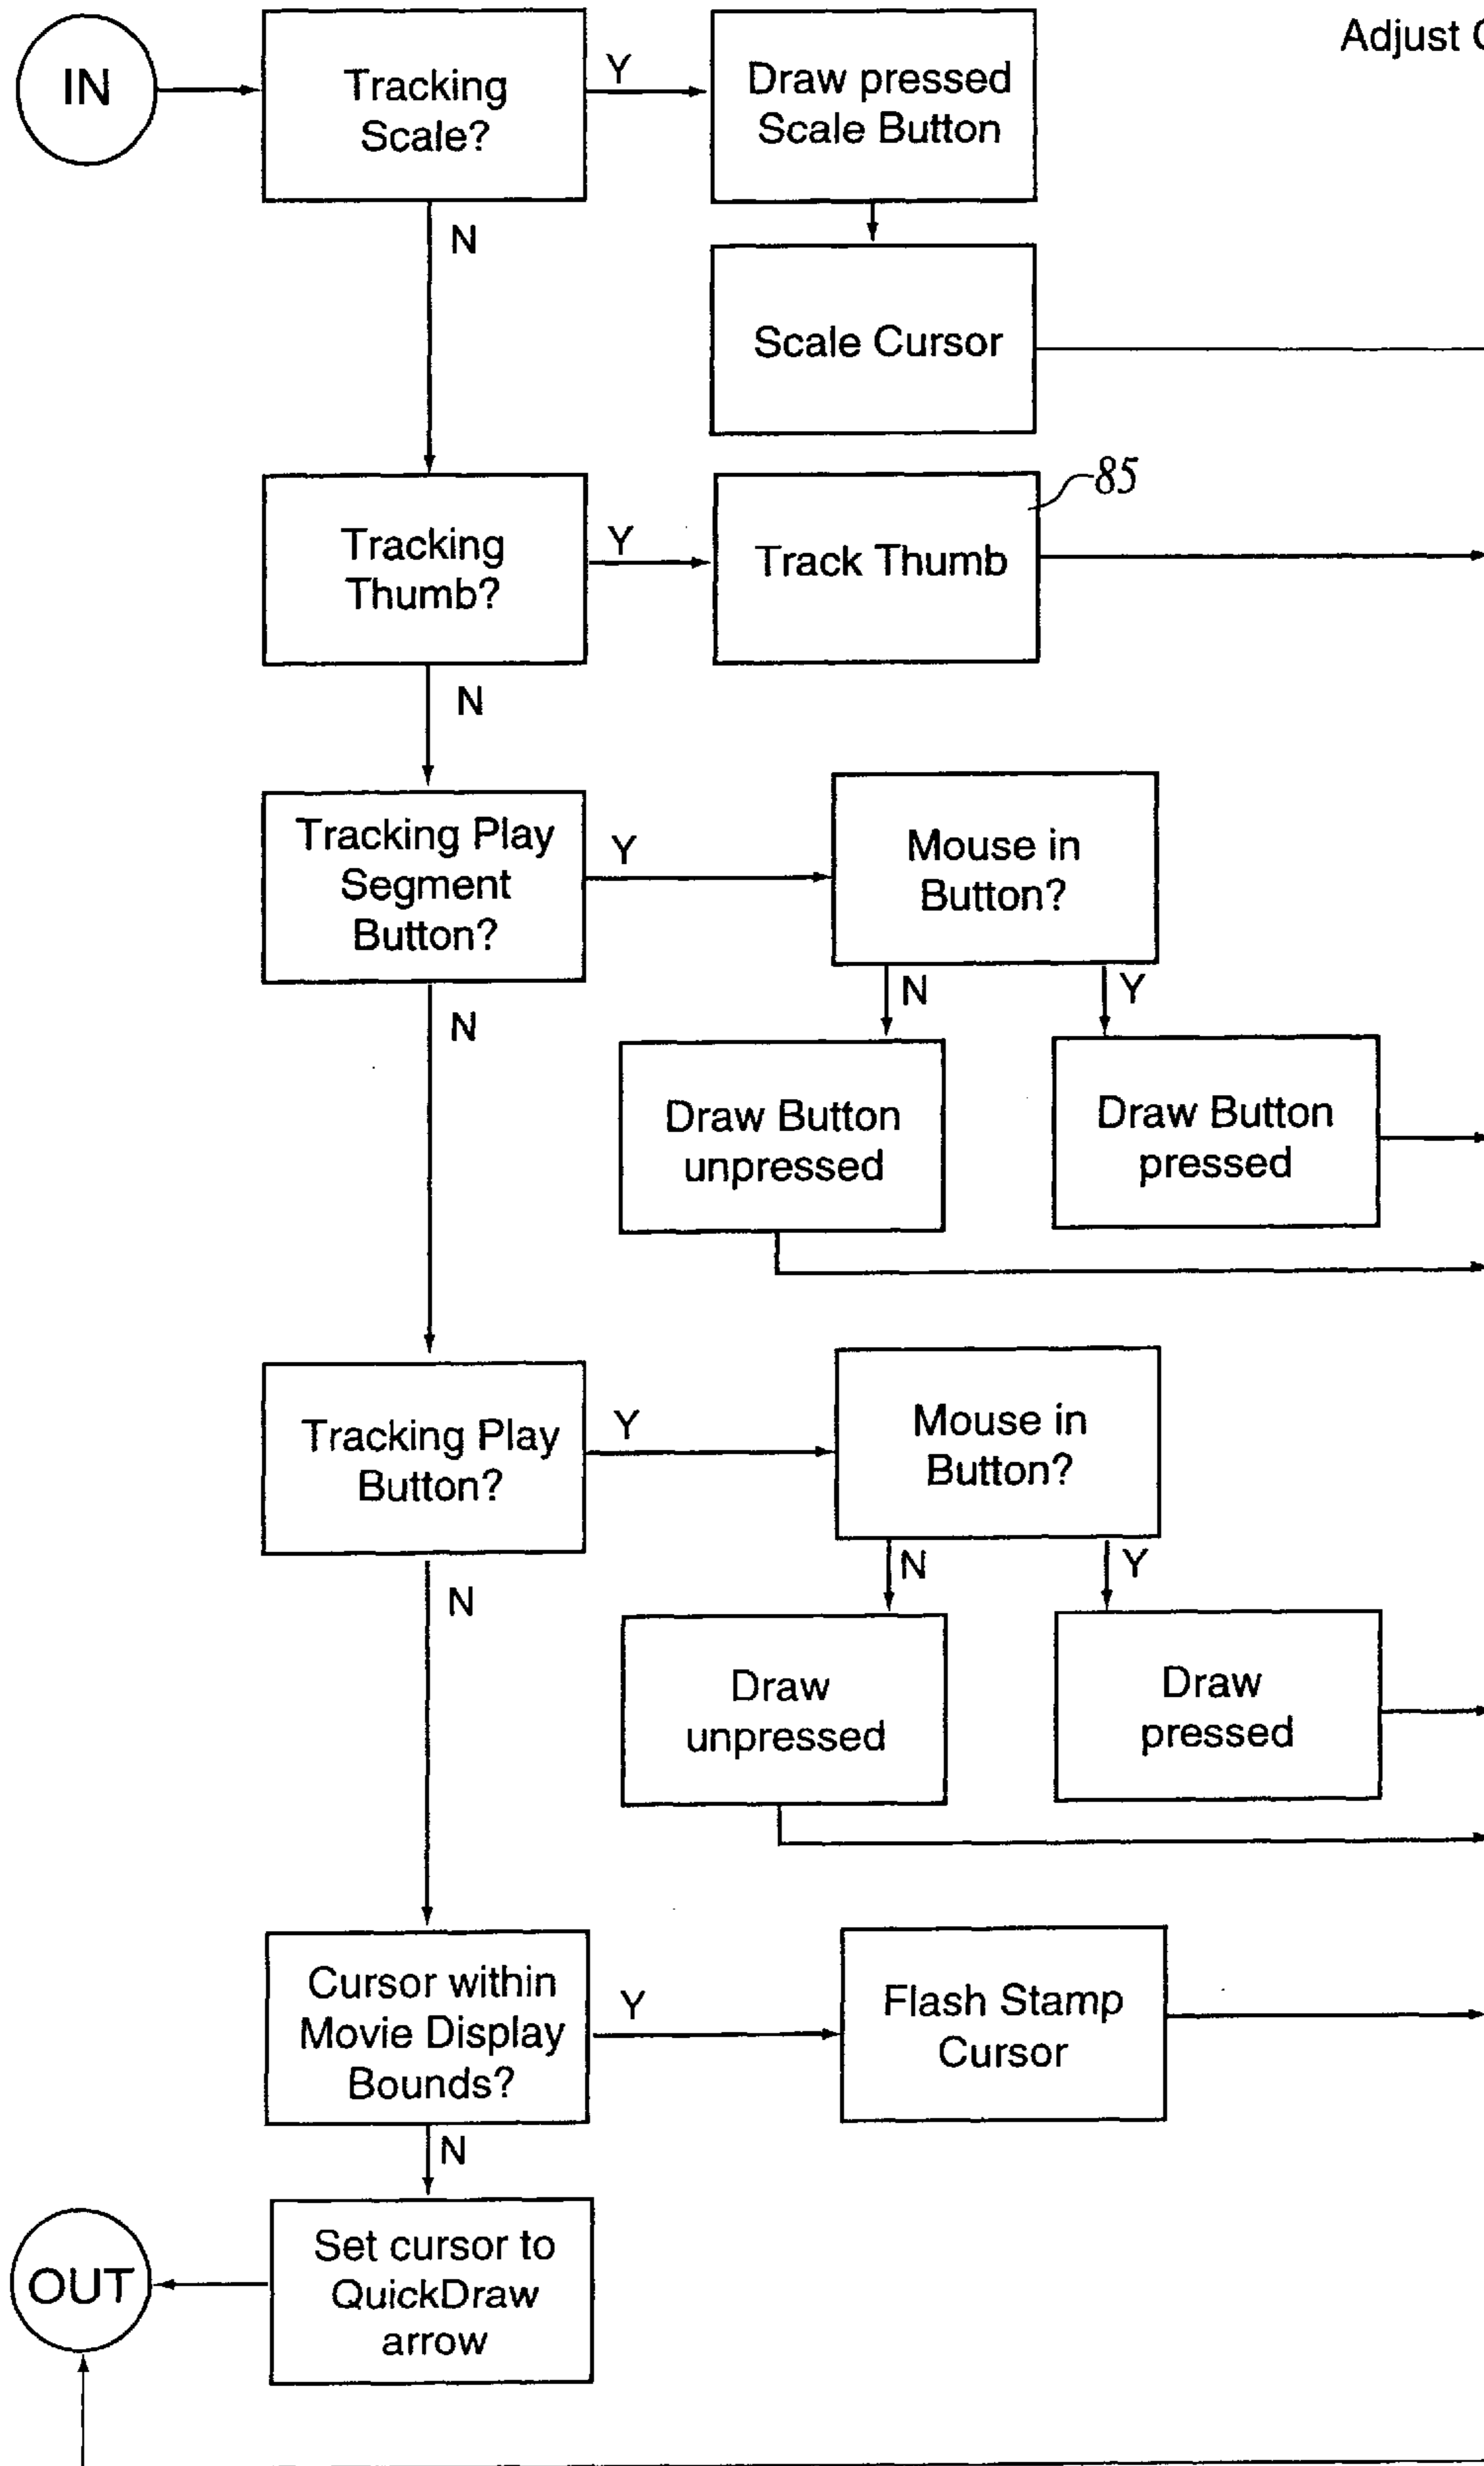 IN
Tracking
Scale?
Y
Draw pressed
Scale Button
Adjust
N
Scale Cursor
Tracking
Thumb?
Y
Track Thumb
85
N
Tracking Play
Segment
Button?
Y
Mouse in
Button?
N
Y
N
Draw Button
unpressed
Draw Button
pressed
Tracking Play
Button?
Y
Mouse in
Button?
N
Y
N
Draw
unpressed
Draw
pressed
Cursor within
Movie Display
Bounds?
Y
Flash Stamp
Cursor
N
Set cursor to
QuickDraw
arrow
OUT